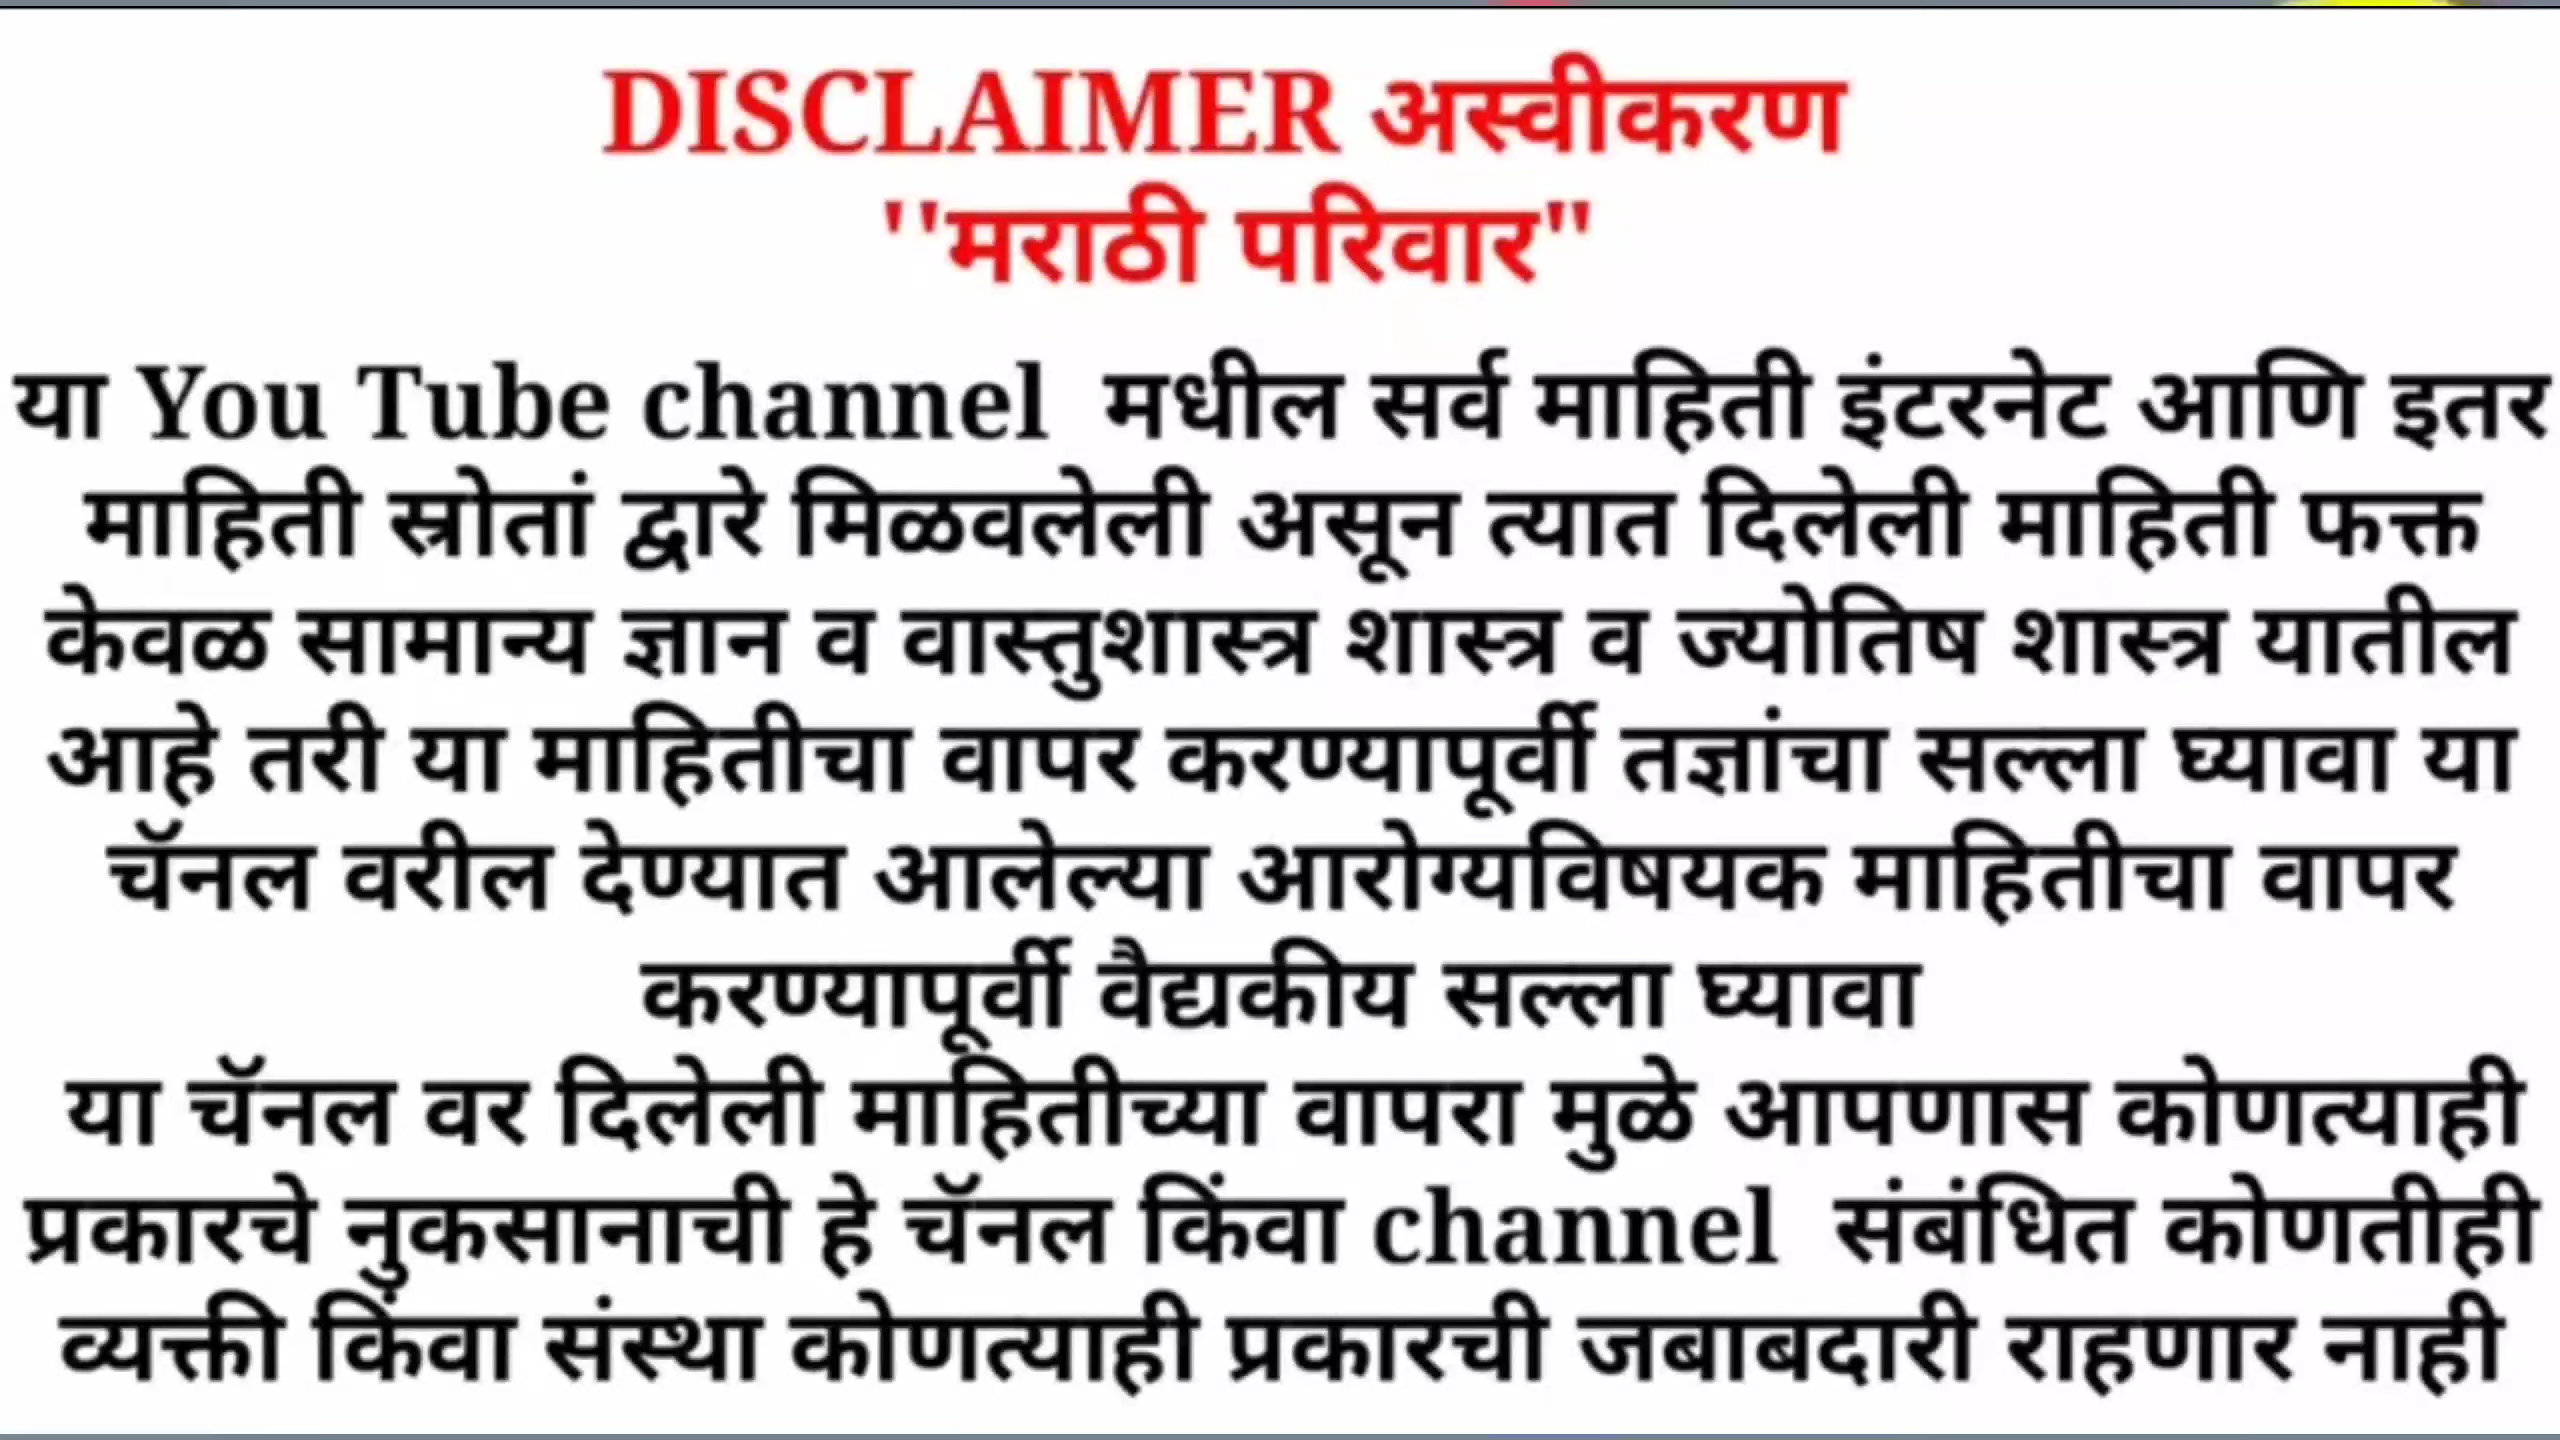 DISCLAIMER अस्वीकरण
''मराठी परिवार"
या You Tube channel मधील सर्व माहिती इंटरनेट आणि इतर
माहिती स्रोतां द्वारे मिळवलेली असून त्यात दिलेली माहिती फक्त
केवळ सामान्य ज्ञान व वास्तुशास्त्र शास्त्र व ज्योतिष शास्त्र यातील
आहे तरी या माहितीचा वापर करण्यापूर्वी तज्ञांचा सल्ला घ्यावा या
चॅनल वरील देण्यात आलेल्या आरोग्यविषयक माहितीचा वापर
करण्यापूर्वी वैद्यकीय सल्ला घ्यावा
या चॅनल वर दिलेली माहितीच्या वापरा मुळे आपणास कोणत्याही
प्रकारचे नुकसानाची हे चॅनल किंवा channel संबंधित कोणतीही
व्यक्ती किंवा संस्था कोणत्याही प्रकारची जबाबदारी राहणार नाही